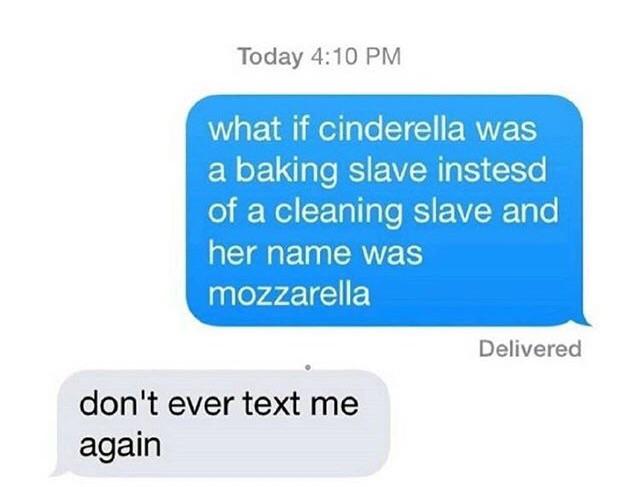 Today 4:10 PM
what if cinderella was
a baking slave instesd
of a cleaning slave and
her name was
mozzarella
Delivered
don't ever text me
again